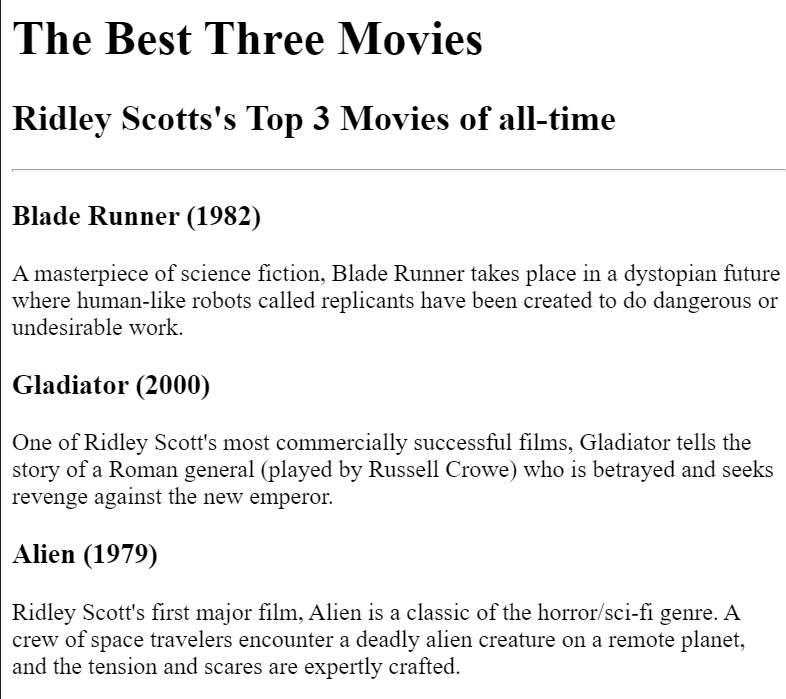 The Best Three Movies
Ridley Scotts's Top 3 Movies of all-time
Blade Runner (1982)
A masterpiece of science fiction, Blade Runner takes place in a dystopian future
where human-like robots called replicants have been created to do dangerous or
undesirable work.
Gladiator (2000)
One of Ridley Scott's most commercially successful films, Gladiator tells the
story of a Roman general (played by Russell Crowe) who is betrayed and seeks
revenge against the new emperor.
Alien (1979)
Ridley Scott's first major film, Alien is a classic of the horror/sci-fi genre. A
crew of space travelers encounter a deadly alien creature on a remote planet,
and the tension and scares are expertly crafted.